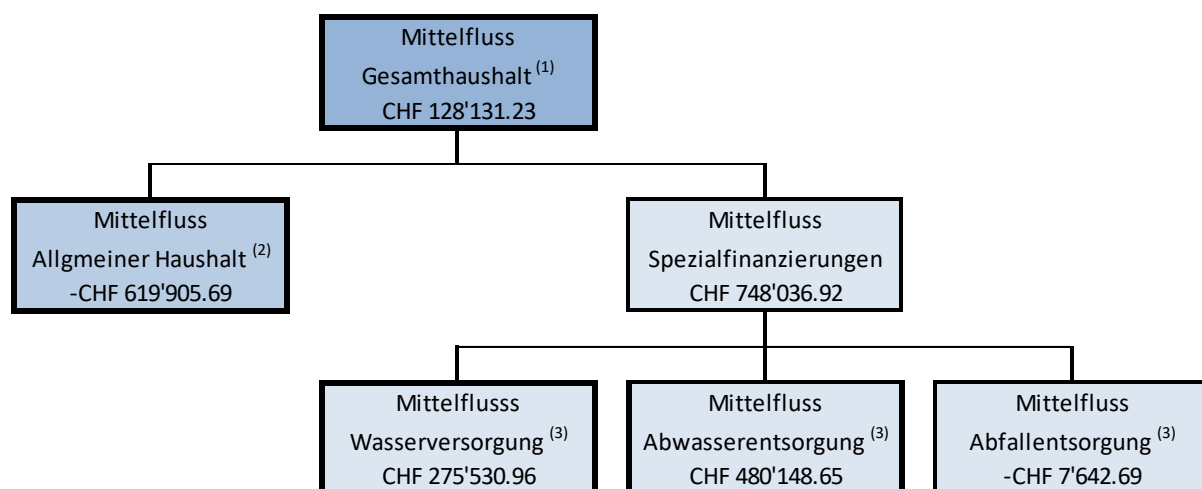 Mittelfluss
Gesamthaushalt (1)
CHF 128'131.23
Mittelfluss
Allgmeiner Haushalt (2)
-CHF 619'905.69
Mittelfluss
Spezialfinanzierungen
CHF 748'036.92
Mittelflusss
Wasserversorgung (3)
CHF 275'530.96
Mittelfluss
Abwasserentsorgung (3)
CHF 480'148.65
Mittelfluss
Abfallentsorgung (3)
-CHF 7'642.69